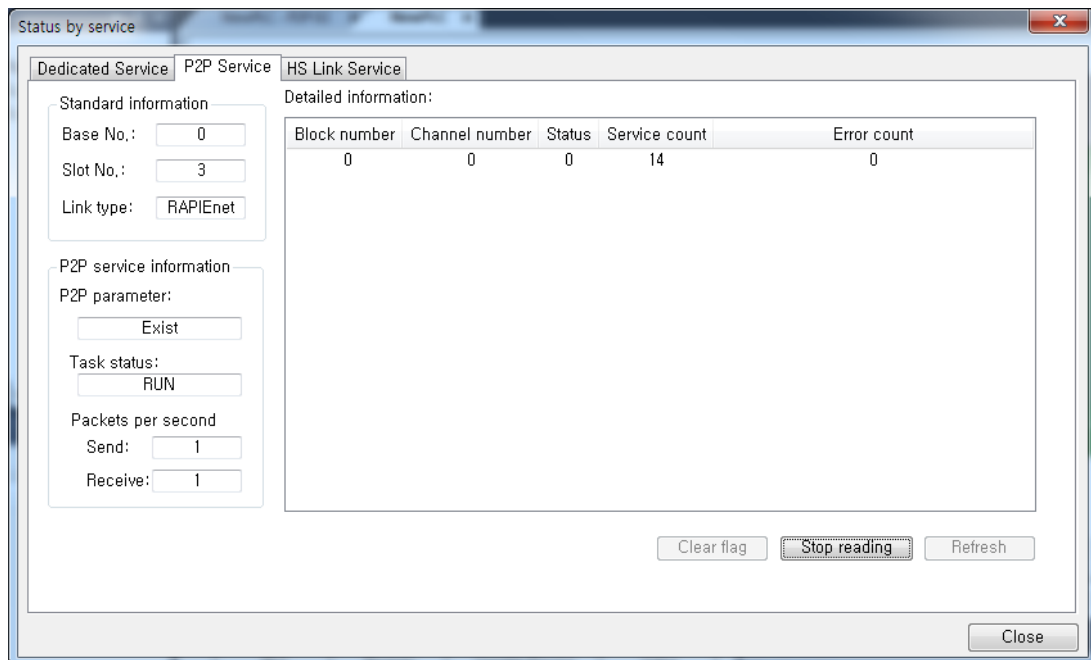 Status by service
Dedicated Service P2P Service HS Link Service
Standard information
Base No.: 0
Slot No.: 3
Link type: RAPIEnet
P2P service information
P2P parameter:
Exist
Task status:
RUN
Packets per second
Send: 1
Receive: 1
Detailed information:
Block number Channel number Status Service count Error count
0 0 0 14 0
Clear flag Stop reading Refresh
Close